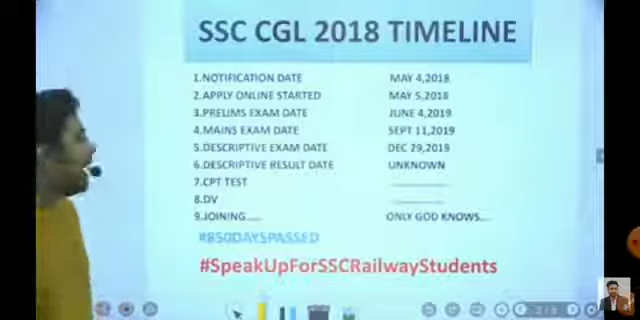 SSC CGL 2018 TIMELINE
1.NOTIFICATION DATE MAY 4,2018
2.APPLY ONLINE STARTED MAY 5,2018
3.PRELIMS EXAM DATE JUNE 4,2019
4.MAINS EXAM DATE SEPT 11,2019
5.DESCRIPTIVE EXAM DATE DEC 29,2019
6.DESCRIPTIVE RESULT DATE UNKNOWN
7.CPT TEST ________
8.DV ________
9.JOINING.... ONLY GOD KNOWS...
#850DAYSPASSED
#SpeakUpForSSCRailwayStudents